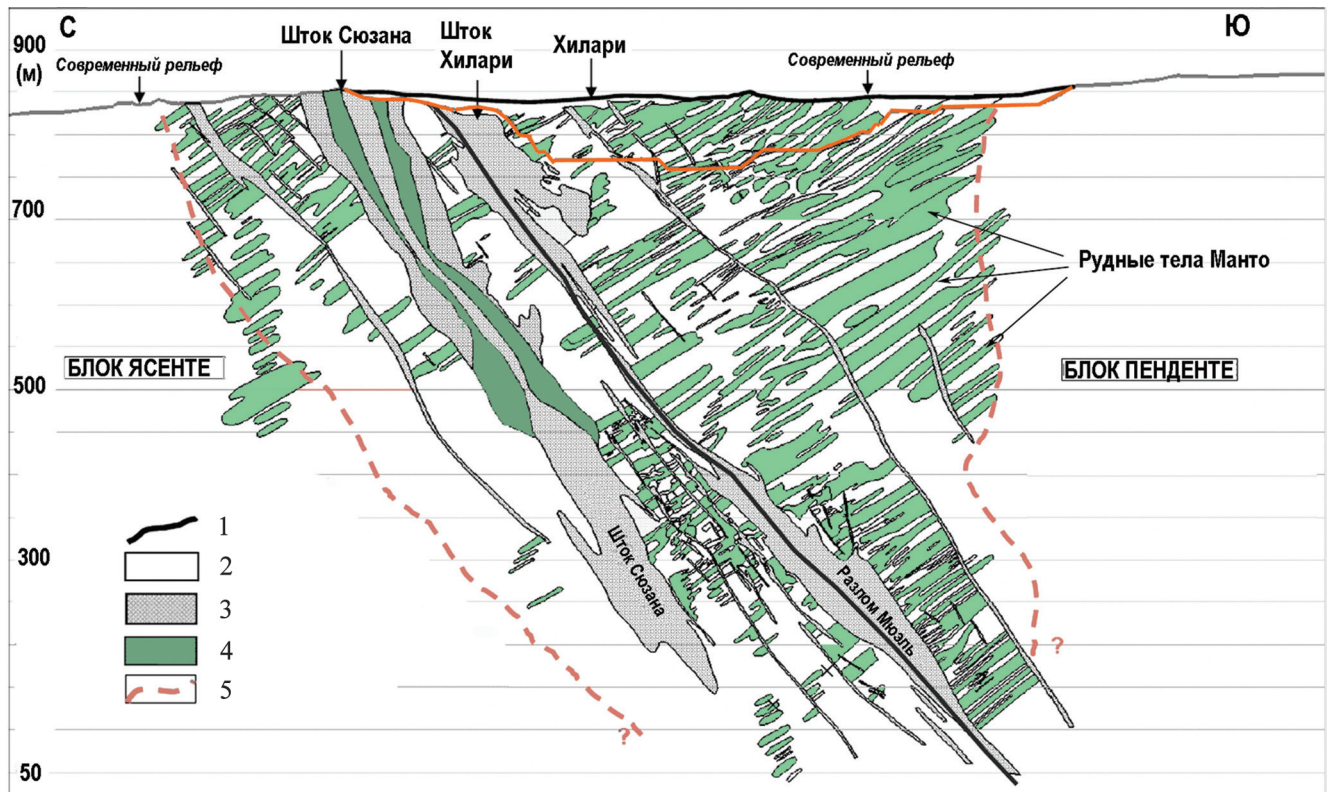 С
Ю
900
(м)
Современный рельеф
Шток Сюзана
Шток
Хилари
Хилари
Современный рельеф
700
Рудные тела Манто
БЛОК ЯСЕНТЕ
500
БЛОК ПЕНДЕНТЕ
1
300
2
Шток Сюзана
Разлом Мюэль
3
4
?
5
?
50